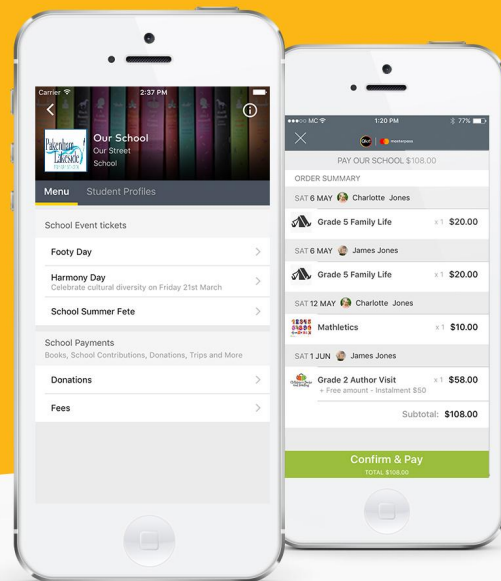 Carrier 2:37 PM
Our School
Our Street
School
Pakenham
Lakeside
Menu Student Profiles
School Event tickets
Footy Day
Harmony Day
Celebrate cultural diversity on Friday 21st March
School Summer Fete
School Payments
Books, School Contributions, Donations, Trips and More
Donations
Fees
MC 1:20 PM 77%
Qkr! masterpass
PAY OUR SCHOOL $108.00
ORDER SUMMARY
SAT 6 MAY Charlotte Jones
Grade 5 Family Life x 1 $20.00
SAT 6 MAY James Jones
Grade 5 Family Life x 1 $20.00
SAT 12 MAY Charlotte Jones
Mathletics x 1 $10.00
SAT 1 JUN James Jones
Grade 2 Author Visit x 1 $58.00
+ Free amount - Instalment $50
Subtotal: $108.00
Confirm & Pay
TOTAL $108.00